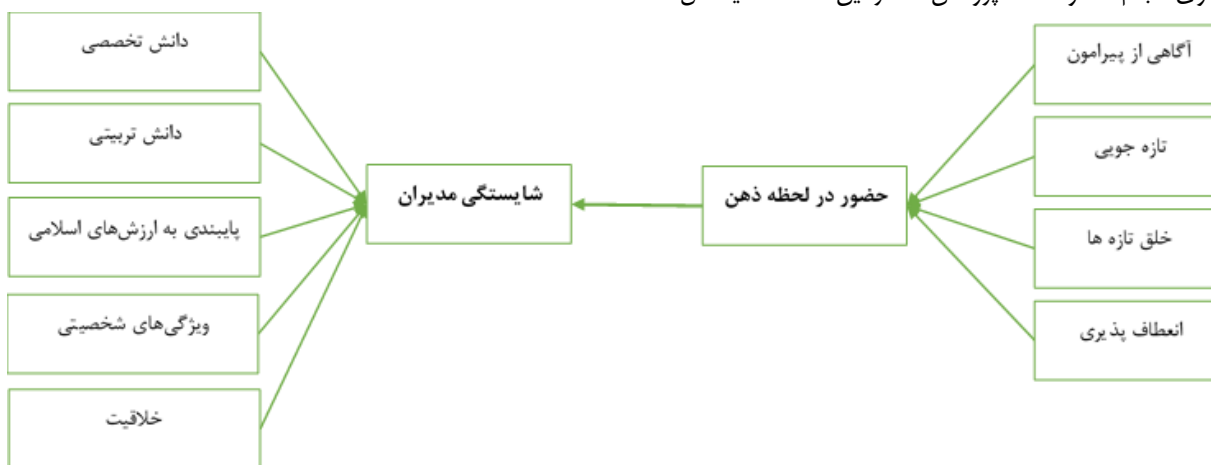 آگاهی از پیرامون
تازه جویی
خلق تازه ها
انعطاف پذیری
حضور در لحظه ذهن
شایستگی مدیران
دانش تخصصی
دانش تربیتی
پایبندی به ارزش‌های اسلامی
ویژگی‌های شخصیتی
خلاقیت